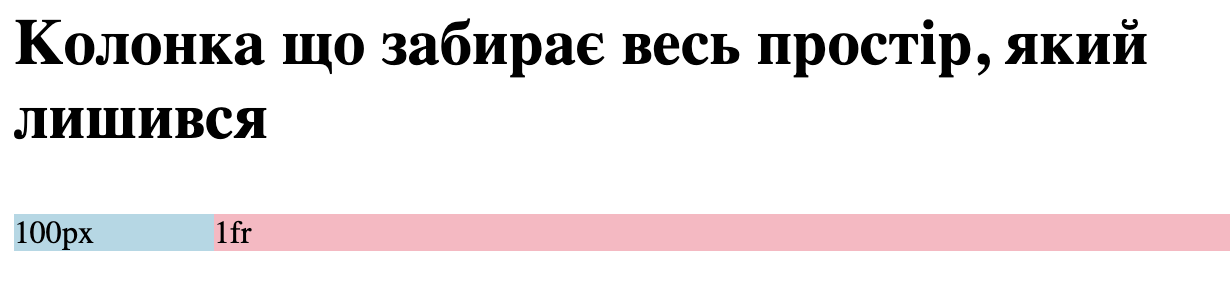 Колонка що забирає весь простір, який
лишився
100px 1fr